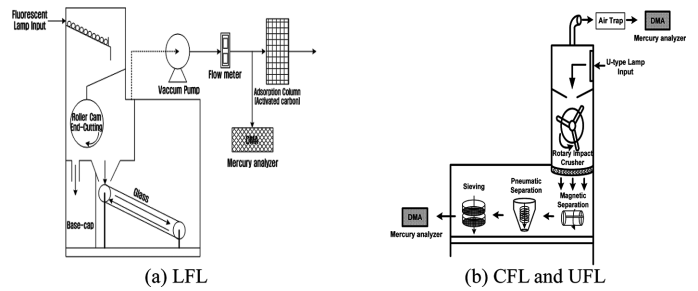 (a)
Fluorescent
Lamp Input
Roller Cam
End-Cutting
Base-cap
Glass
Vaccum Pump
Flow meter
Adsorption Column
(Activated carbon)
DMA
Mercury analyzer
(a) LFL
(b)
Air Trap
DMA
Mercury analyzer
U-type Lamp
Input
Rotary Impact
Crusher
Magnetic
Separation
Pneumatic
Separation
Sieving
DMA
Mercury analyzer
(b) CFL and UFL